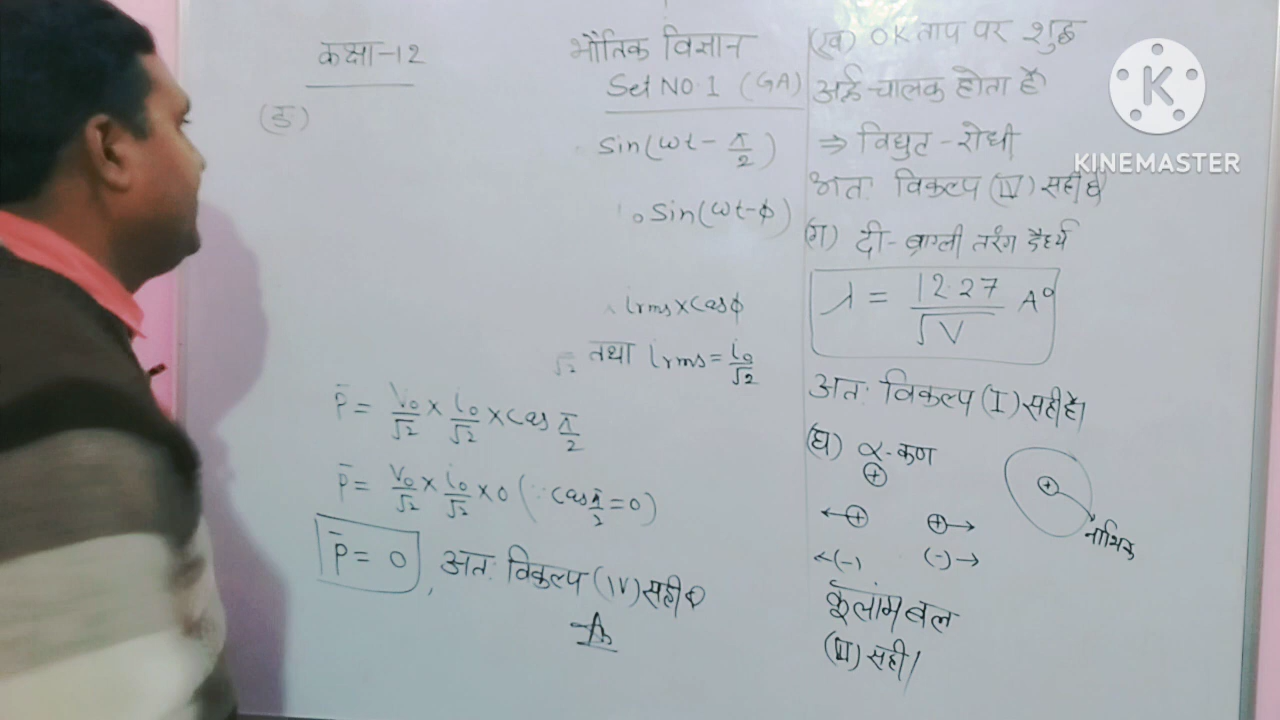 कक्षा-12
भौतिक विज्ञान
Set NO. 1 (GA)
(ङ)
Sin(ωt - π/2)
i₀ Sin(ωt-φ)
irms × Cosφ
√2 तथा irms = i₀/√2
P̄ = V₀/√2 × i₀/√2 × Cos π/2
P̄ = V₀/√2 × i₀/√2 × 0 (∵ Cos π/2 = 0)
P̄ = 0, अतः विकल्प (IV) सही है
(ख) 0K ताप पर शुद्ध
अर्द्धचालक होता है
⇒ विधुत-रोधी
अतः विकल्प (IV) सही है
(ग) दी-ब्राग्ली तरंग दैर्ध्य
λ = 12.27/√V A°
अतः विकल्प (I) सही है।
(घ) α-कण
(+)
←(+) (+)→
←(-) (-)→
(+)
नाभिक
कूलांम बल
(III) सही।
K
KINEMASTER